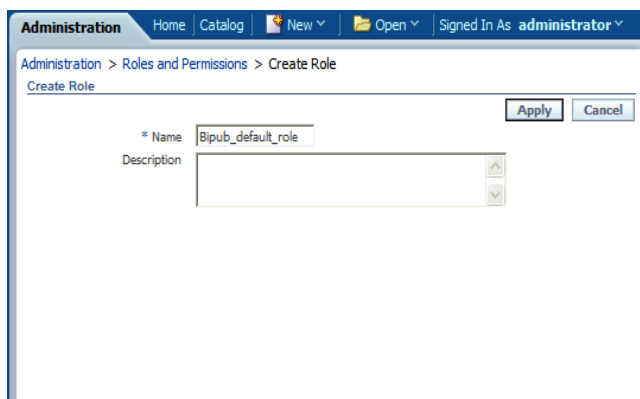 Administration Home Catalog New Open Signed In As administrator
Administration > Roles and Permissions > Create Role
Create Role
Apply Cancel
* Name Bipub_default_role
Description